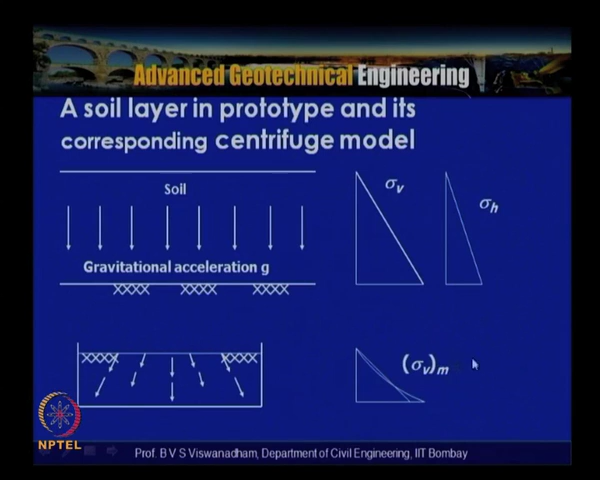 Advanced Geotechnical Engineering
A soil layer in prototype and its
corresponding centrifuge model
Soil
σv
σh
Gravitational acceleration g
(σv)m
NPTEL
Prof. B V S Viswanadham, Department of Civil Engineering, IIT Bombay